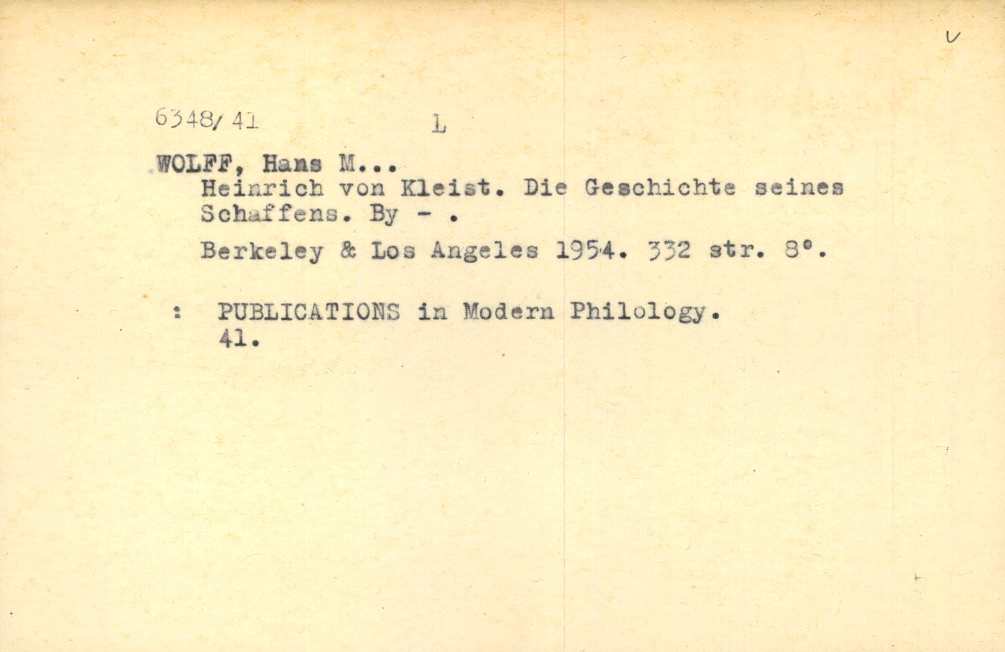 6348/41 L
WOLFF, Hans M...
Heinrich von Kleist. Die Geschichte seines
Schaffens. By - .
Berkeley & Los Angeles 1954. 332 str. 8°.
: PUBLICATIONS in Modern Philology.
41.